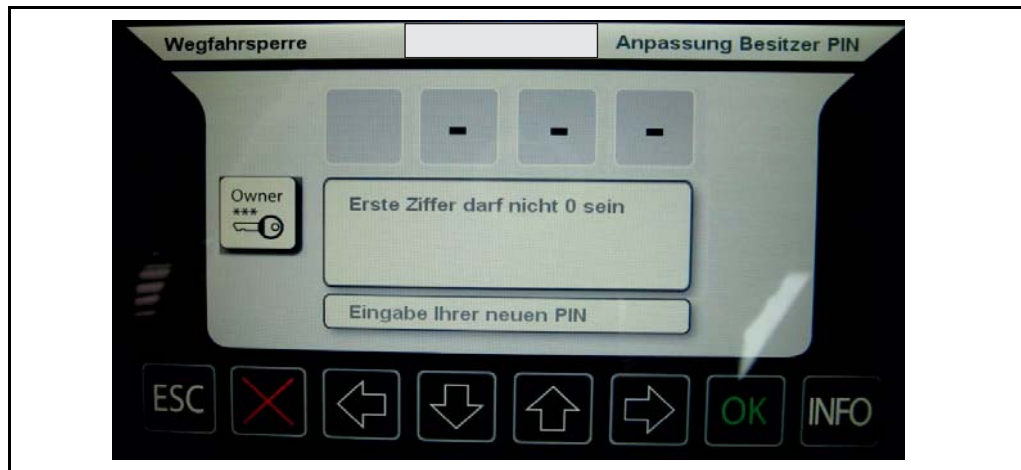 Wegfahrsperre Anpassung Besitzer PIN
- - -
Owner
***
Erste Ziffer darf nicht 0 sein
Eingabe Ihrer neuen PIN
ESC OK INFO